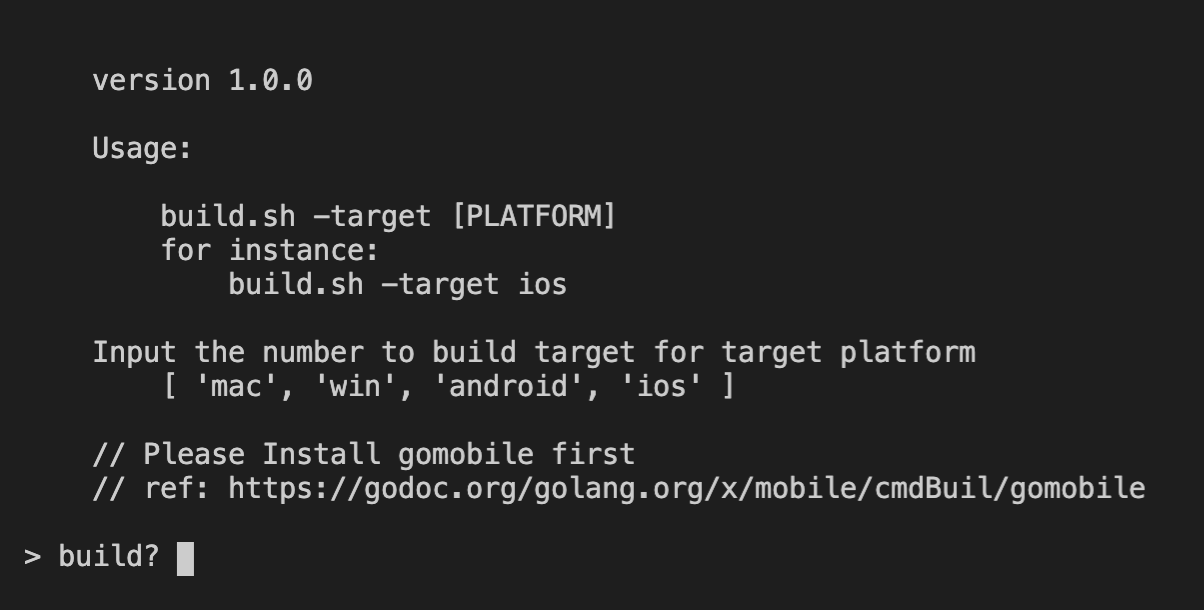 version 1.0.0
Usage:
build.sh -target [PLATFORM]
for instance:
build.sh -target ios
Input the number to build target for target platform
[ 'mac', 'win', 'android', 'ios' ]
// Please Install gomobile first
// ref: https://godoc.org/golang.org/x/mobile/cmdBuil/gomobile
> build?